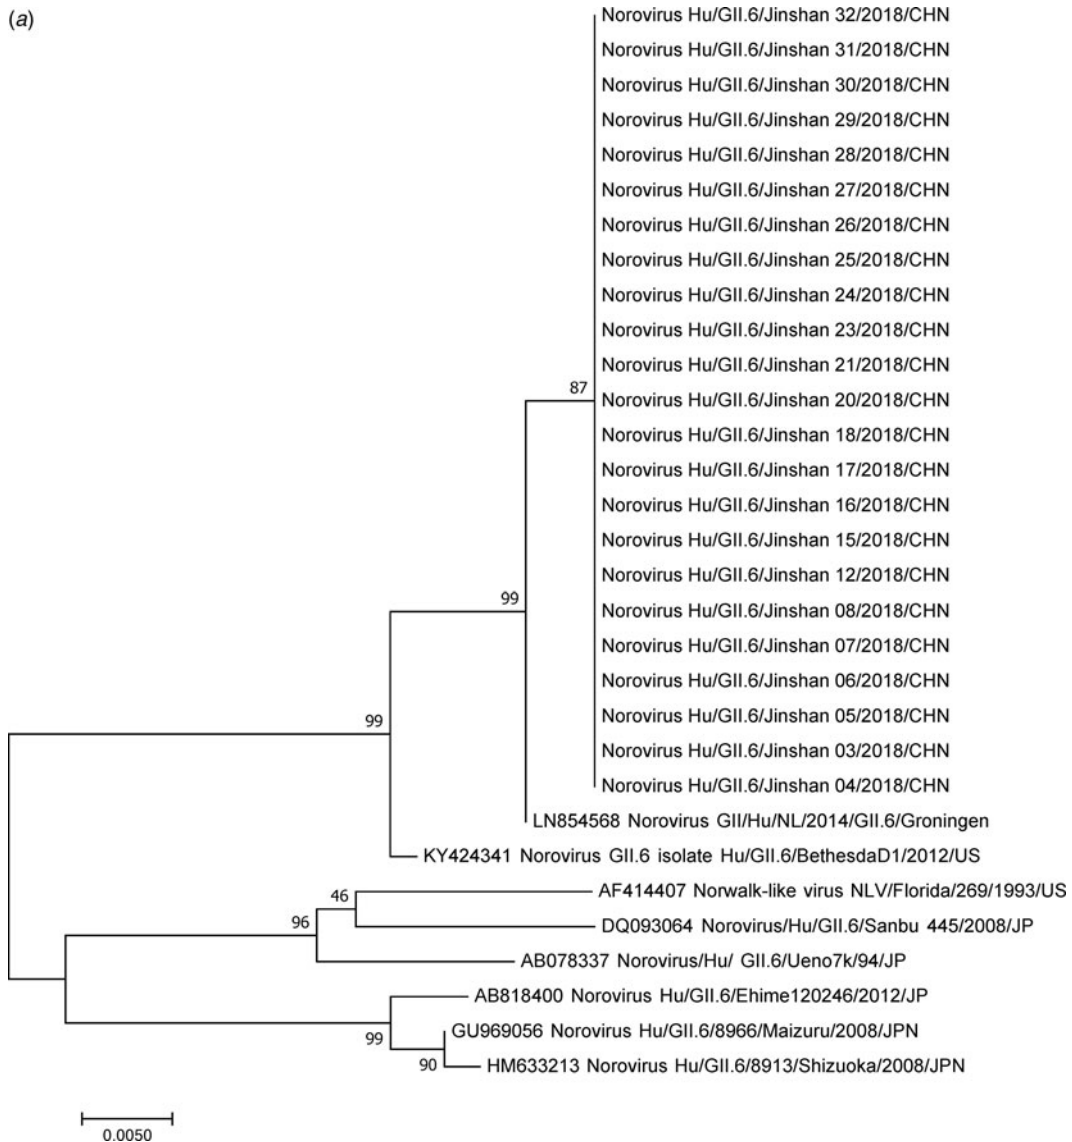 (a)
Norovirus Hu/GII.6/Jinshan 32/2018/CHN
Norovirus Hu/GII.6/Jinshan 31/2018/CHN
Norovirus Hu/GII.6/Jinshan 30/2018/CHN
Norovirus Hu/GII.6/Jinshan 29/2018/CHN
Norovirus Hu/GII.6/Jinshan 28/2018/CHN
Norovirus Hu/GII.6/Jinshan 27/2018/CHN
Norovirus Hu/GII.6/Jinshan 26/2018/CHN
Norovirus Hu/GII.6/Jinshan 25/2018/CHN
Norovirus Hu/GII.6/Jinshan 24/2018/CHN
Norovirus Hu/GII.6/Jinshan 23/2018/CHN
Norovirus Hu/GII.6/Jinshan 21/2018/CHN
87
Norovirus Hu/GII.6/Jinshan 20/2018/CHN
Norovirus Hu/GII.6/Jinshan 18/2018/CHN
Norovirus Hu/GII.6/Jinshan 17/2018/CHN
Norovirus Hu/GII.6/Jinshan 16/2018/CHN
Norovirus Hu/GII.6/Jinshan 15/2018/CHN
Norovirus Hu/GII.6/Jinshan 12/2018/CHN
99
Norovirus Hu/GII.6/Jinshan 08/2018/CHN
Norovirus Hu/GII.6/Jinshan 07/2018/CHN
Norovirus Hu/GII.6/Jinshan 06/2018/CHN
Norovirus Hu/GII.6/Jinshan 05/2018/CHN
99
Norovirus Hu/GII.6/Jinshan 03/2018/CHN
Norovirus Hu/GII.6/Jinshan 04/2018/CHN
LN854568 Norovirus GII/Hu/NL/2014/GII.6/Groningen
KY424341 Norovirus GII.6 isolate Hu/GII.6/BethesdaD1/2012/US
46
AF414407 Norwalk-like virus NLV/Florida/269/1993/US
96
DQ093064 Norovirus/Hu/GII.6/Sanbu 445/2008/JP
AB078337 Norovirus/Hu/ GII.6/Ueno7k/94/JP
AB818400 Norovirus Hu/GII.6/Ehime120246/2012/JP
99
GU969056 Norovirus Hu/GII.6/8966/Maizuru/2008/JPN
90
HM633213 Norovirus Hu/GII.6/8913/Shizuoka/2008/JPN
0.0050